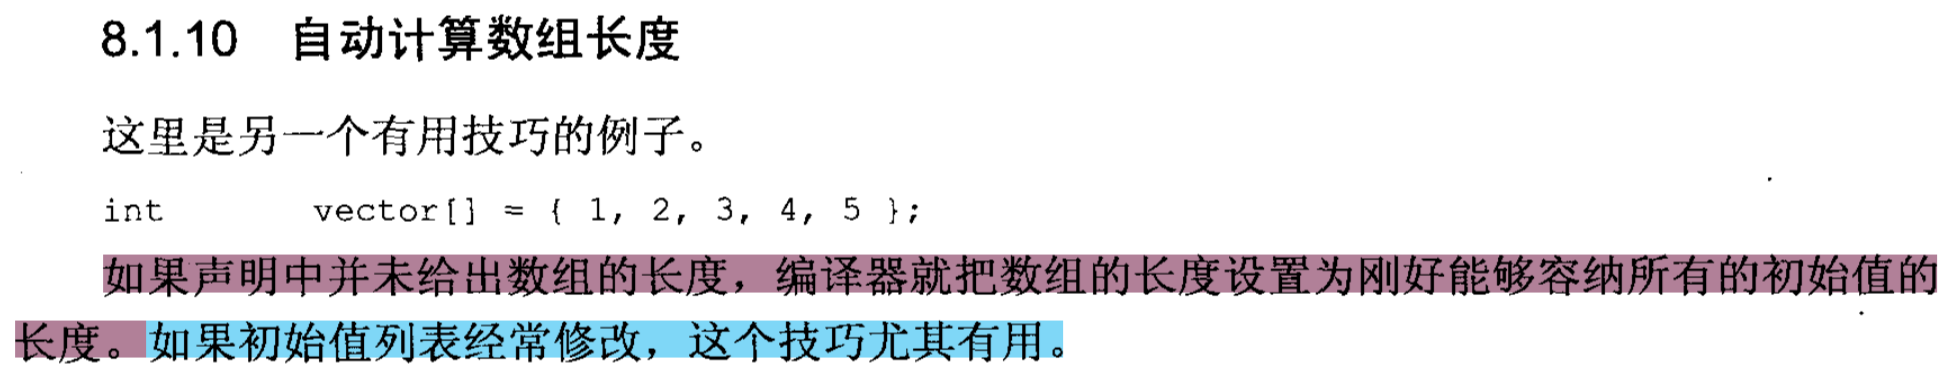 8.1.10 自动计算数组长度
这里是另一个有用技巧的例子。
int vector[] = { 1, 2, 3, 4, 5 };
如果声明中并未给出数组的长度，编译器就把数组的长度设置为刚好能够容纳所有的初始值的
长度。如果初始值列表经常修改，这个技巧尤其有用。